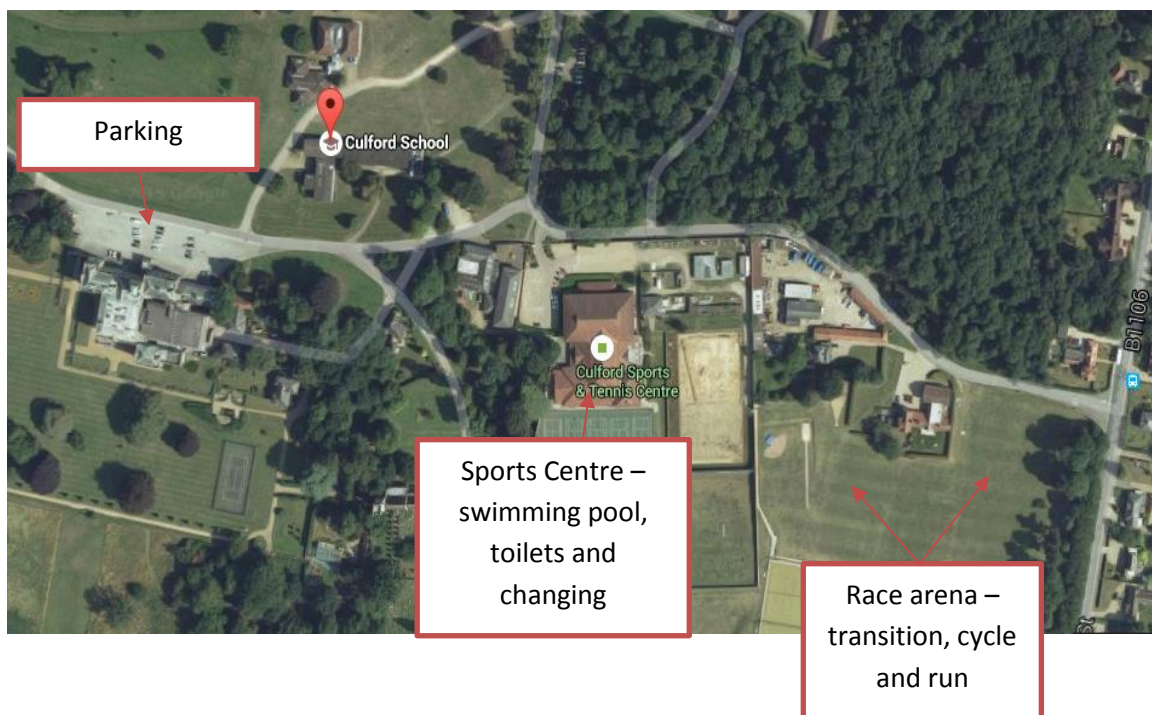 Parking
Culford School
B1106
Culford Sports
& Tennis Centre
Sports Centre –
swimming pool,
toilets and
changing
Race arena –
transition, cycle
and run
St